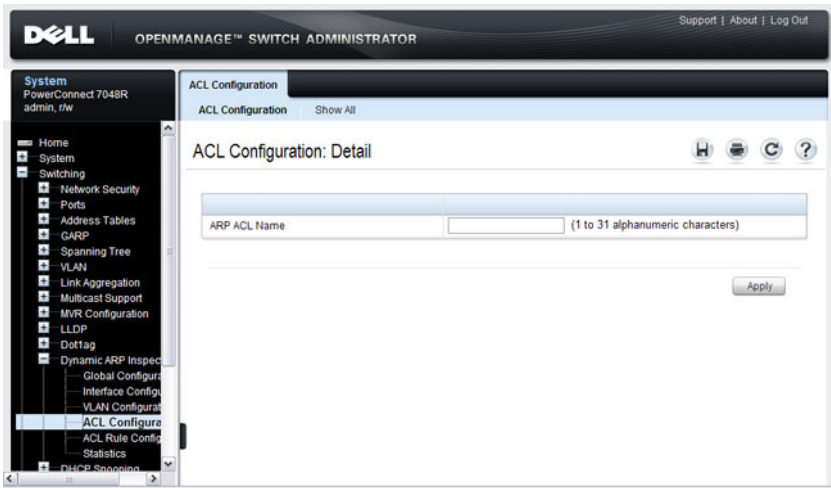 DELL OPENMANAGE™ SWITCH ADMINISTRATOR
Support | About | Log Out
System
PowerConnect 7048R
admin, r/w
Home
System
Switching
Network Security
Ports
Address Tables
GARP
Spanning Tree
VLAN
Link Aggregation
Multicast Support
MVR Configuration
LLDP
Dot1ag
Dynamic ARP Inspec
Global Configura
Interface Configu
VLAN Configurat
ACL Configura
ACL Rule Config
Statistics
DHCP Snooping
ACL Configuration
ACL Configuration Show All
ACL Configuration: Detail
ARP ACL Name (1 to 31 alphanumeric characters)
Apply